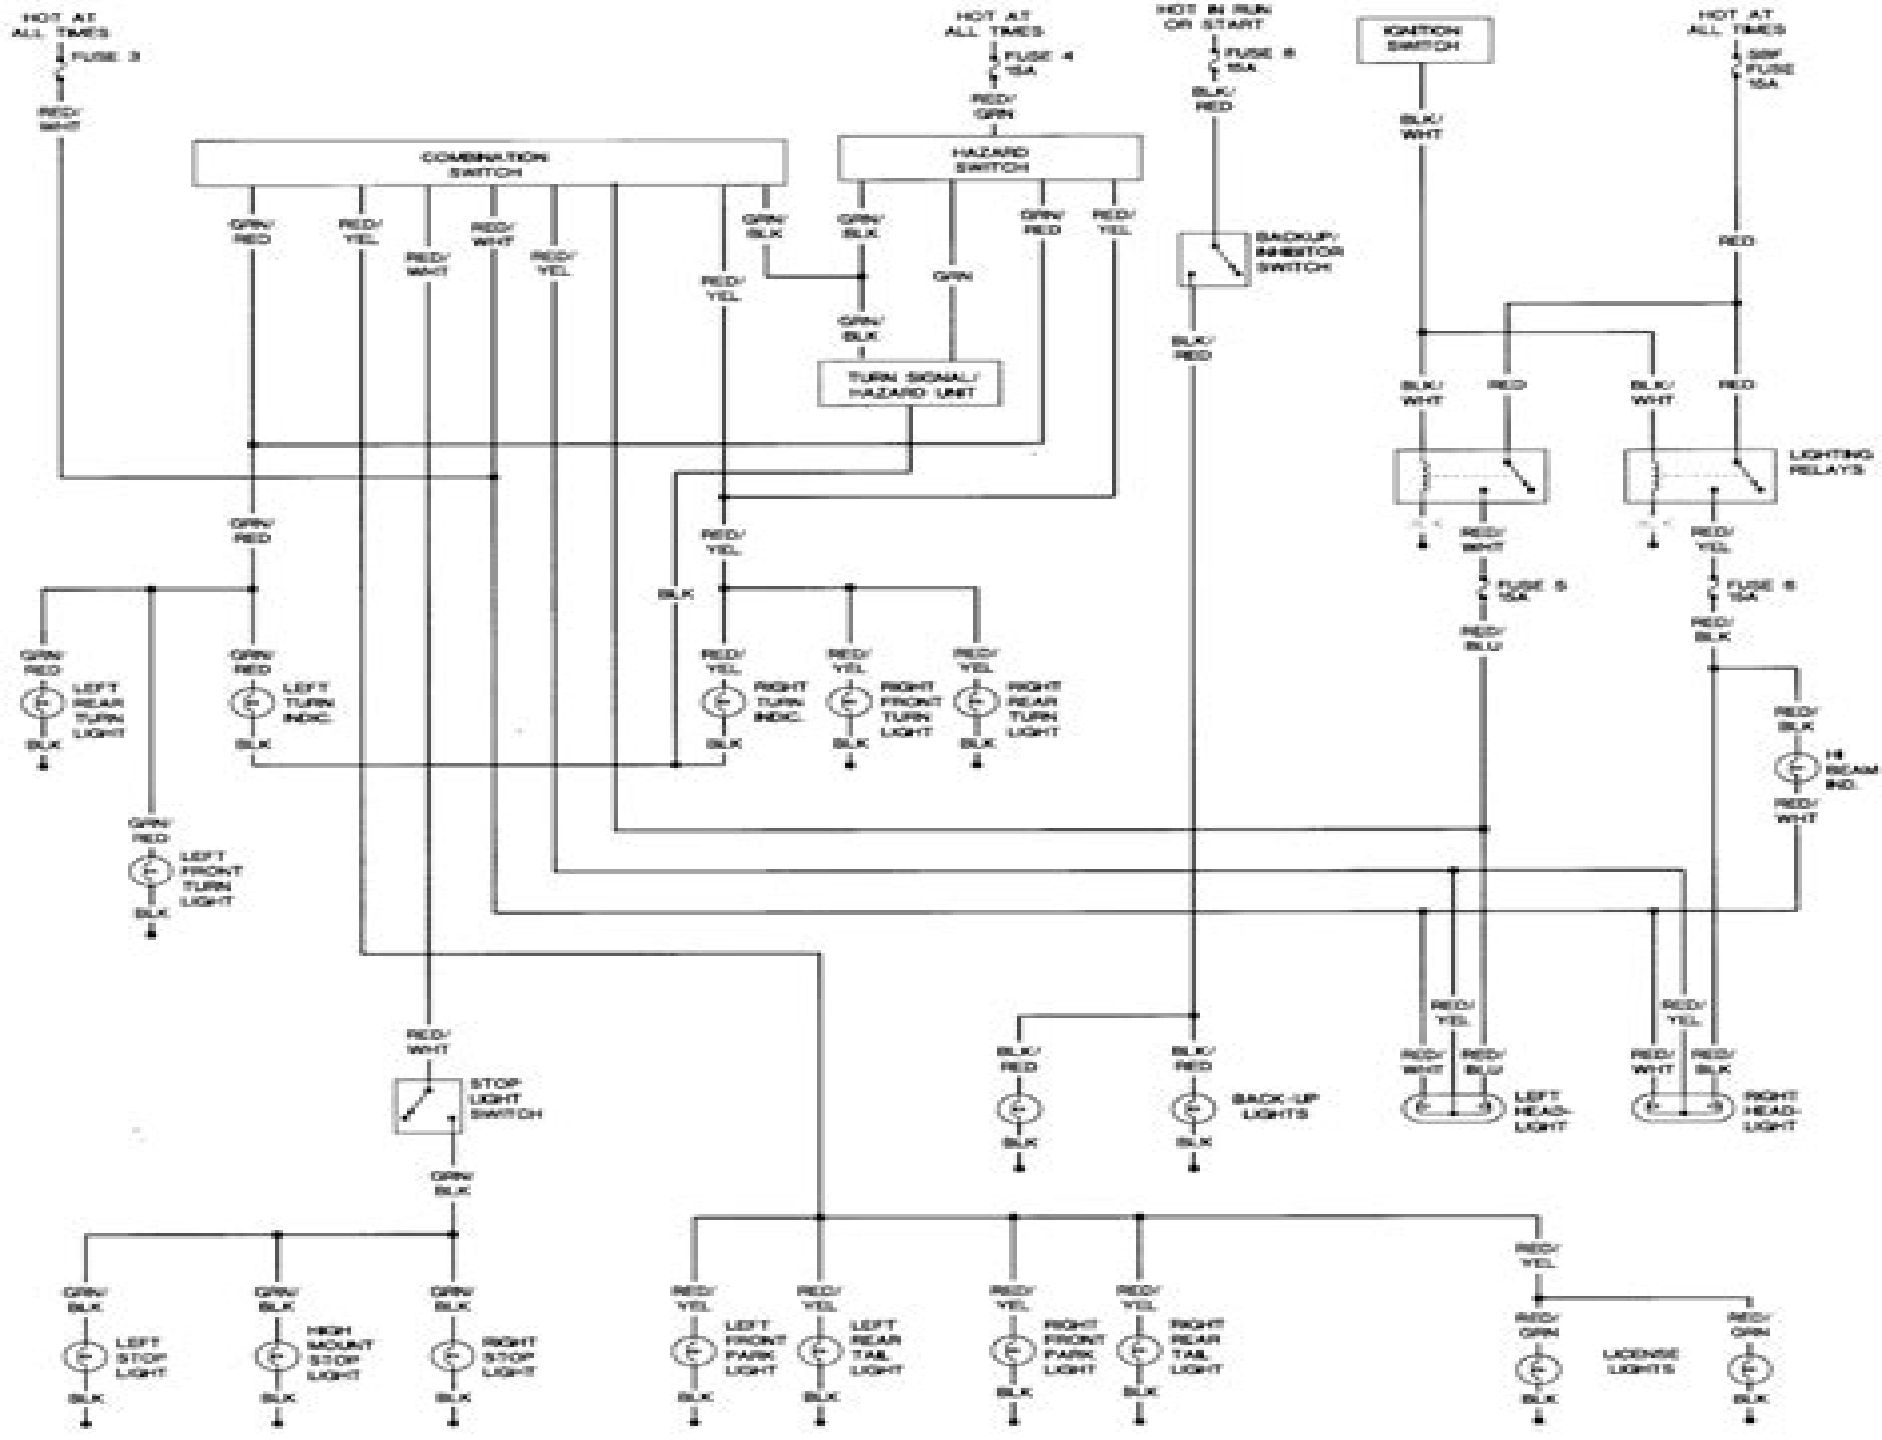 HOT AT
ALL TIMES
FUSE 3
RED/
WHT
HOT AT
ALL TIMES
FUSE 4
15A
RED/
GRN
HOT IN RUN
OR START
15A
BLK/
RED
IGNITION
SWITCH
BLK/
WHT
HOT AT
ALL TIMES
FUSE
15A
RED
COMBINATION
SWITCH
HAZARD
SWITCH
GRN/
RED
RED/
YEL
RED/
WHT
RED/
WHT
RED/
YEL
RED/
YEL
GRN/
BLK
GRN/
BLK
GRN
GRN/
RED
RED/
YEL
BACKUP/
INHIBITOR
SWITCH
GRN/
BLK
BLK/
RED
TURN SIGNAL/
HAZARD UNIT
BLK/
WHT
RED
BLK/
WHT
RED
LIGHTING
RELAYS
GRN/
RED
RED/
YEL
BLK
RED/
WHT
FUSE 5
15A
RED/
BLU
RED/
YEL
FUSE 6
15A
RED/
BLK
GRN/
RED
LEFT
REAR
TURN
LIGHT
BLK
GRN/
RED
LEFT
TURN
INDIC.
BLK
RED/
YEL
RIGHT
TURN
INDIC.
BLK
RED/
YEL
RIGHT
FRONT
TURN
LIGHT
BLK
RED/
YEL
RIGHT
REAR
TURN
LIGHT
BLK
RED/
BLK
HI
BEAM
IND.
RED/
WHT
GRN/
RED
LEFT
FRONT
TURN
LIGHT
BLK
RED/
WHT
STOP
LIGHT
SWITCH
GRN/
BLK
BLK/
RED
BLK
BLK/
RED
BLK
BACK-UP
LIGHTS
RED/
YEL
RED/
WHT
RED/
BLU
LEFT
HEAD-
LIGHT
RED/
YEL
RED/
WHT
RED/
BLK
RIGHT
HEAD-
LIGHT
GRN/
BLK
LEFT
STOP
LIGHT
BLK
GRN/
BLK
HIGH
MOUNT
STOP
LIGHT
BLK
GRN/
BLK
RIGHT
STOP
LIGHT
BLK
RED/
YEL
LEFT
FRONT
PARK
LIGHT
BLK
RED/
YEL
LEFT
REAR
TAIL
LIGHT
BLK
RED/
YEL
RIGHT
FRONT
PARK
LIGHT
BLK
RED/
YEL
RIGHT
REAR
TAIL
LIGHT
BLK
RED/
YEL
RED/
GRN
BLK
LICENSE
LIGHTS
RED/
GRN
BLK